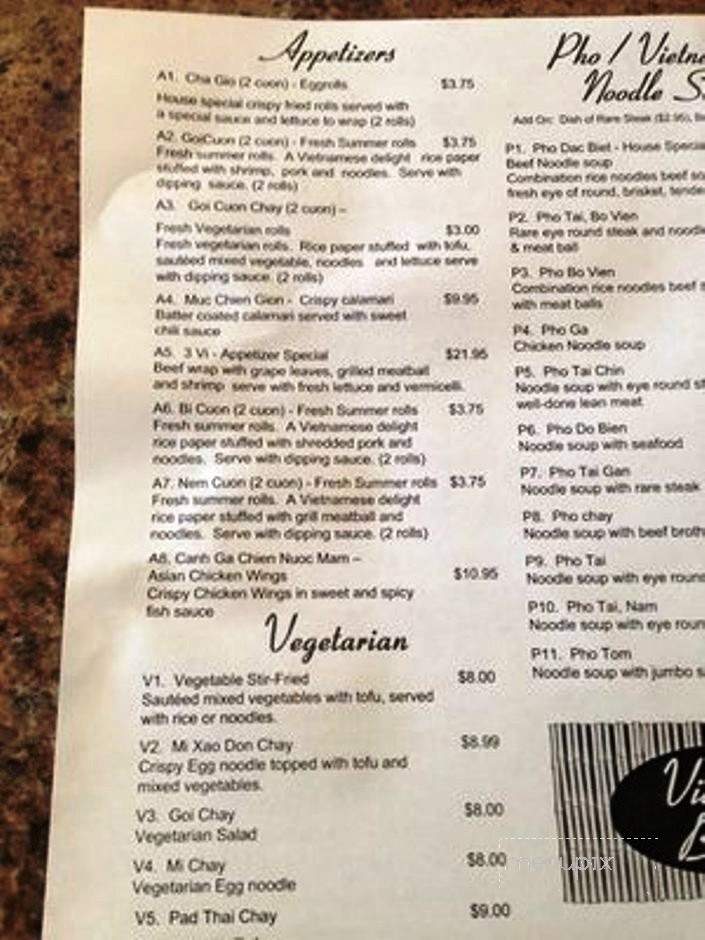 Appetizers
A1. Cha Gio (2 cuon) - Eggrolls $3.75
House special crispy fried rolls served with
a special sauce and lettuce to wrap (2 rolls)
A2. GoiCuon (2 cuon) - Fresh Summer rolls $3.75
Fresh summer rolls. A Vietnamese delight rice paper
stuffed with shrimp, pork and noodles. Serve with
dipping sauce. (2 rolls)
A3. Goi Cuon Chay (2 cuon) –
Fresh Vegetarian rolls $3.00
Fresh vegetarian rolls. Rice paper stuffed with tofu,
sautéed mixed vegetable, noodles and lettuce serve
with dipping sauce. (2 rolls)
A4. Muc Chien Gion - Crispy calamari $9.95
Batter coated calamari served with sweet
chili sauce
A5. 3 Vi - Appetizer Special $21.95
Beef wrap with grape leaves, grilled meatball
and shrimp serve with fresh lettuce and vermicelli.
A6. Bi Cuon (2 cuon) - Fresh Summer rolls $3.75
Fresh summer rolls. A Vietnamese delight
rice paper stuffed with shredded pork and
noodles. Serve with dipping sauce. (2 rolls)
A7. Nem Cuon (2 cuon) - Fresh Summer rolls $3.75
Fresh summer rolls. A Vietnamese delight
rice paper stuffed with grill meatball and
noodles. Serve with dipping sauce. (2 rolls)
A8. Canh Ga Chien Nuoc Mam –
Asian Chicken Wings $10.95
Crispy Chicken Wings in sweet and spicy
fish sauce
Vegetarian
V1. Vegetable Stir-Fried $8.00
Sautéed mixed vegetables with tofu, served
with rice or noodles.
V2. Mi Xao Don Chay $8.99
Crispy Egg noodle topped with tofu and
mixed vegetables.
V3. Goi Chay $8.00
Vegetarian Salad
V4. Mi Chay $8.00
Vegetarian Egg noodle
V5. Pad Thai Chay $9.00
Pho / Vietn
Noodle S
Add On: Dish of Rare Steak ($2.95),
P1. Pho Dac Biet - House Specia
Beef Noodle soup
Combination rice noodles beef so
fresh eye of round, brisket, tende
P2. Pho Tai, Bo Vien
Rare eye round steak and noodl
& meat ball
P3. Pho Bo Vien
Combination rice noodles beef s
with meat balls
P4. Pho Ga
Chicken Noodle soup
P5. Pho Tai Chin
Noodle soup with eye round st
well-done lean meat
P6. Pho Do Bien
Noodle soup with seafood
P7. Pho Tai Gan
Noodle soup with rare steak
P8. Pho chay
Noodle soup with beef broth
P9. Pho Tai
Noodle soup with eye roun
P10. Pho Tai, Nam
Noodle soup with eye roun
P11. Pho Tom
Noodle soup with jumbo s
Vi